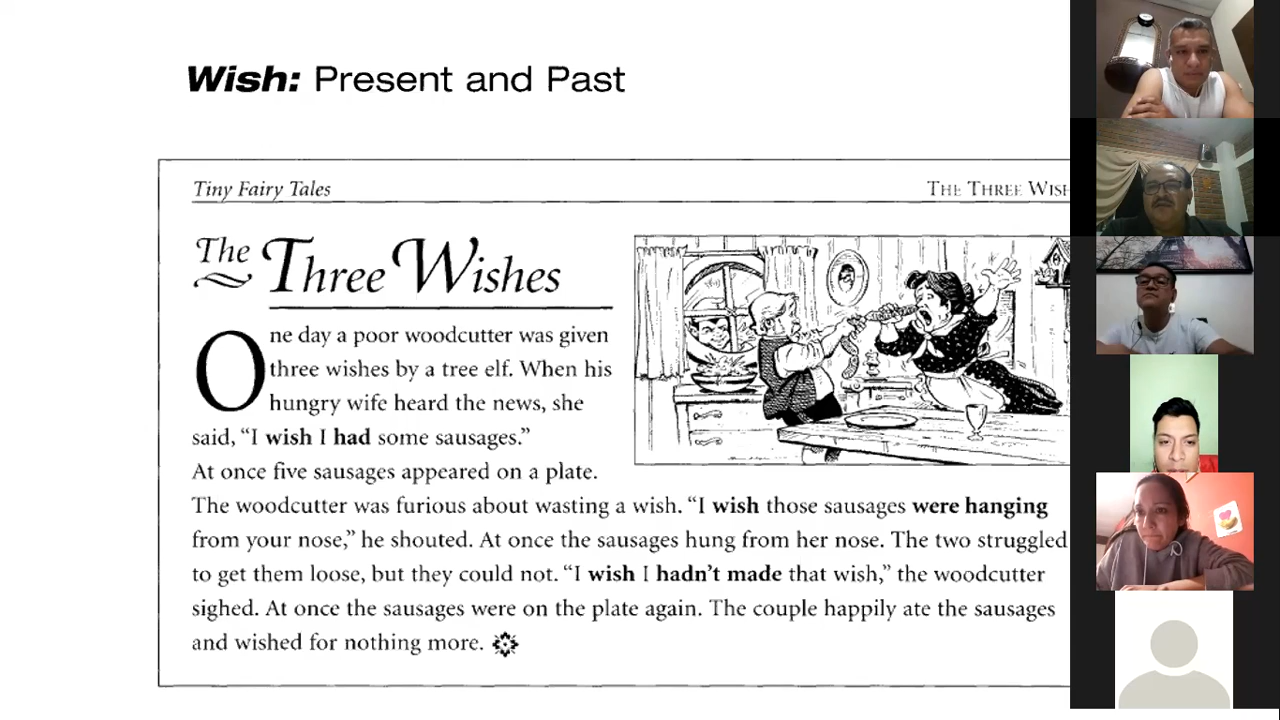 Wish: Present and Past
Tiny Fairy Tales
THE THREE WISH
The Three Wishes
One day a poor woodcutter was given
three wishes by a tree elf. When his
hungry wife heard the news, she
said, “I wish I had some sausages.”
At once five sausages appeared on a plate.
The woodcutter was furious about wasting a wish. “I wish those sausages were hanging
from your nose,” he shouted. At once the sausages hung from her nose. The two struggled
to get them loose, but they could not. “I wish I hadn’t made that wish,” the woodcutter
sighed. At once the sausages were on the plate again. The couple happily ate the sausages
and wished for nothing more.